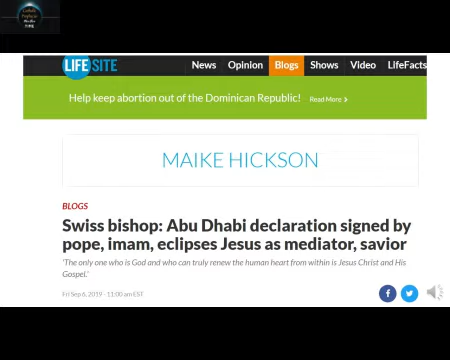 LIFE SITE
News Opinion Blogs Shows Video LifeFacts
Help keep abortion out of the Dominican Republic! Read More
MAIKE HICKSON
BLOGS
Swiss bishop: Abu Dhabi declaration signed by
pope, imam, eclipses Jesus as mediator, savior
'The only one who is God and who can truly renew the human heart from within is Jesus Christ and His
Gospel.'
Fri Sep 6, 2019 - 11:00 am EST